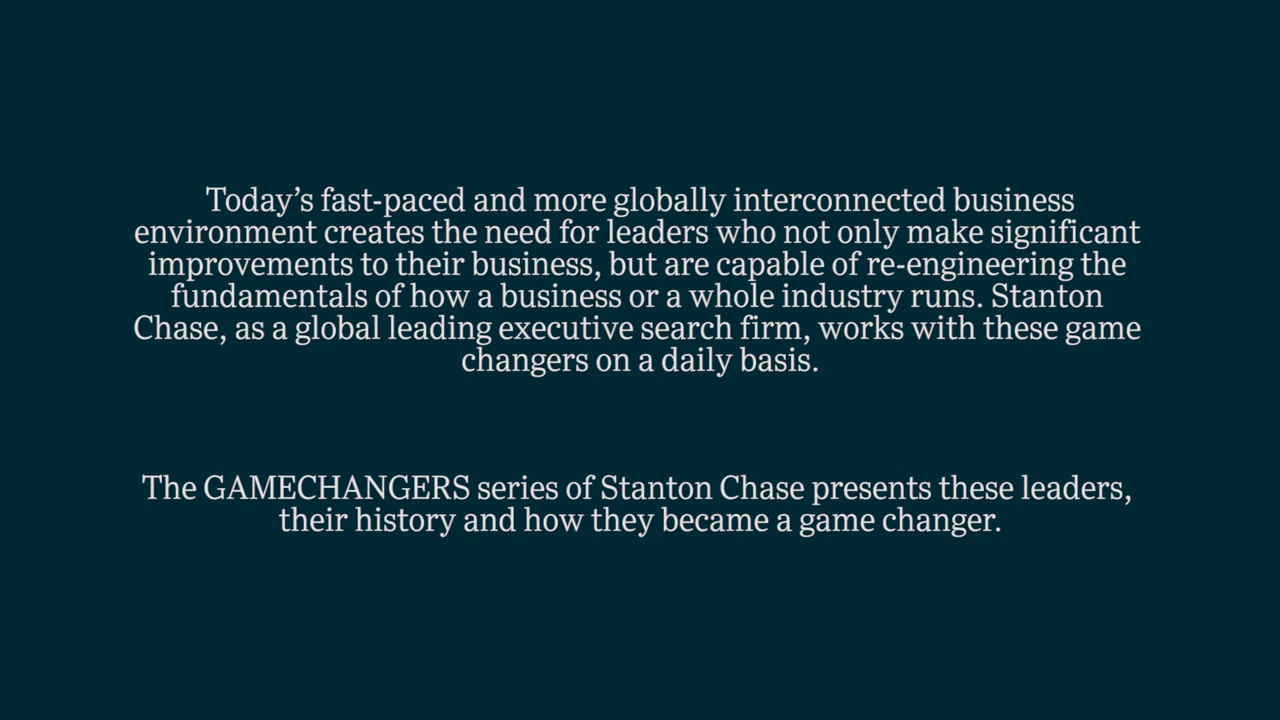 Today’s fast-paced and more globally interconnected business
environment creates the need for leaders who not only make significant
improvements to their business, but are capable of re-engineering the
fundamentals of how a business or a whole industry runs. Stanton
Chase, as a global leading executive search firm, works with these game
changers on a daily basis.
The GAMECHANGERS series of Stanton Chase presents these leaders,
their history and how they became a game changer.